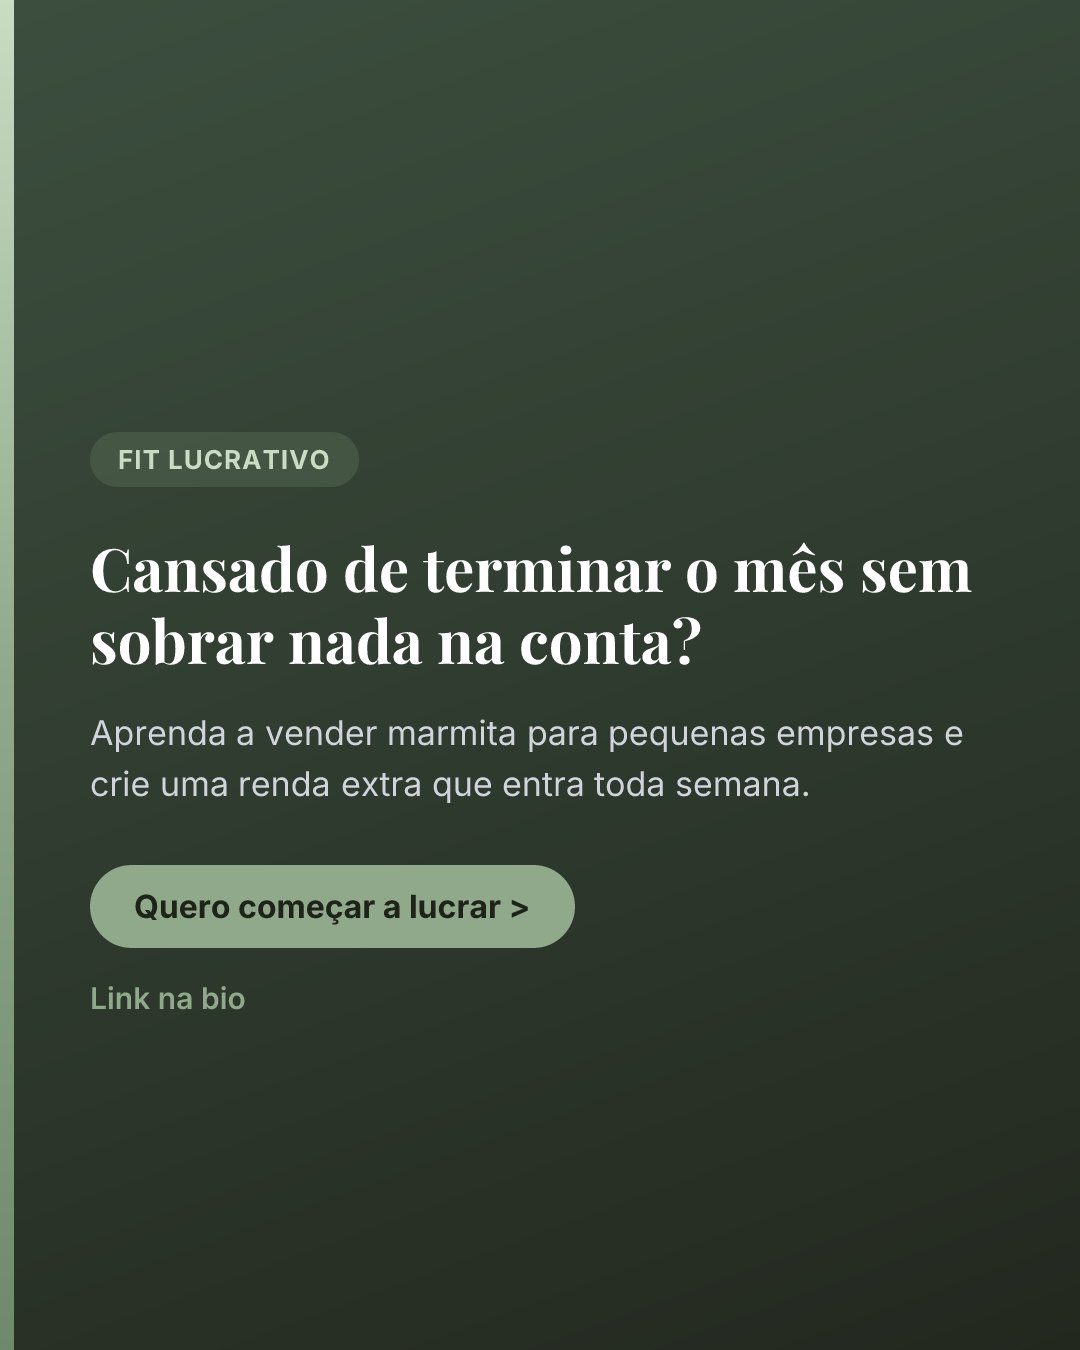 FIT LUCRATIVO
Cansado de terminar o mês sem
sobrar nada na conta?
Aprenda a vender marmita para pequenas empresas e
crie uma renda extra que entra toda semana.
Quero começar a lucrar >
Link na bio